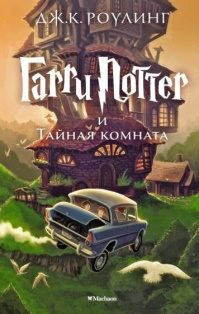 ДЖ.К. РОУЛИНГ
Гарри Поттер
и
Тайная комната
Machaon